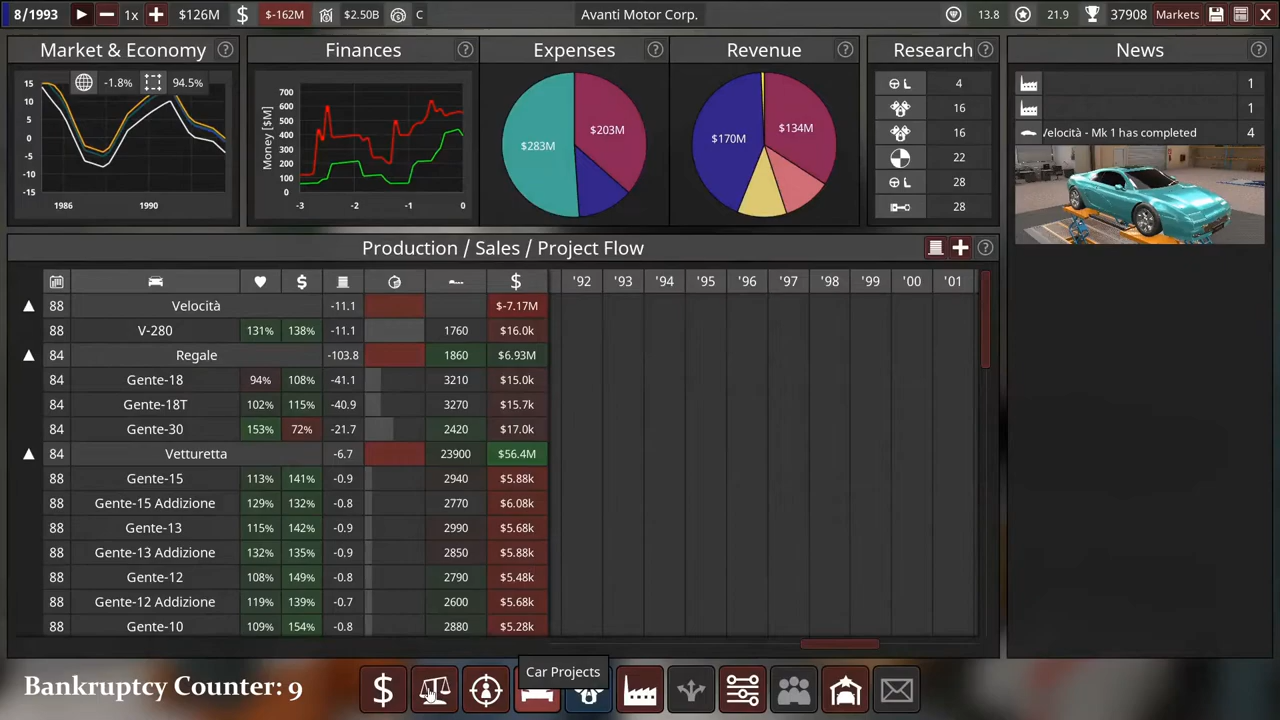 8/1993 1x $126M $-162M $2.50B C Avanti Motor Corp. 13.8 21.9 37908 Markets
Market & Economy
-1.8% 94.5%
15
10
5
0
-5
-10
-15
1986 1990
Finances
Money [$M]
700
600
500
400
300
200
100
0
-3 -2 -1 0
Expenses
$283M $203M
Revenue
$170M $134M
Research
L 4
16
16
22
L 28
28
News
1
1
Velocità - Mk 1 has completed 4
Production / Sales / Project Flow
$ $ '92 '93 '94 '95 '96 '97 '98 '99 '00 '01
88 Velocità -11.1 $-7.17M
88 V-280 131% 138% -11.1 1760 $16.0k
84 Regale -103.8 1860 $6.93M
84 Gente-18 94% 108% -41.1 3210 $15.0k
84 Gente-18T 102% 115% -40.9 3270 $15.7k
84 Gente-30 153% 72% -21.7 2420 $17.0k
84 Vetturetta -6.7 23900 $56.4M
88 Gente-15 113% 141% -0.9 2940 $5.88k
88 Gente-15 Addizione 129% 132% -0.8 2770 $6.08k
88 Gente-13 115% 142% -0.9 2990 $5.68k
88 Gente-13 Addizione 132% 135% -0.9 2850 $5.88k
88 Gente-12 108% 149% -0.8 2790 $5.48k
88 Gente-12 Addizione 119% 139% -0.7 2600 $5.68k
88 Gente-10 109% 154% -0.8 2880 $5.28k
Car Projects
Bankruptcy Counter: 9